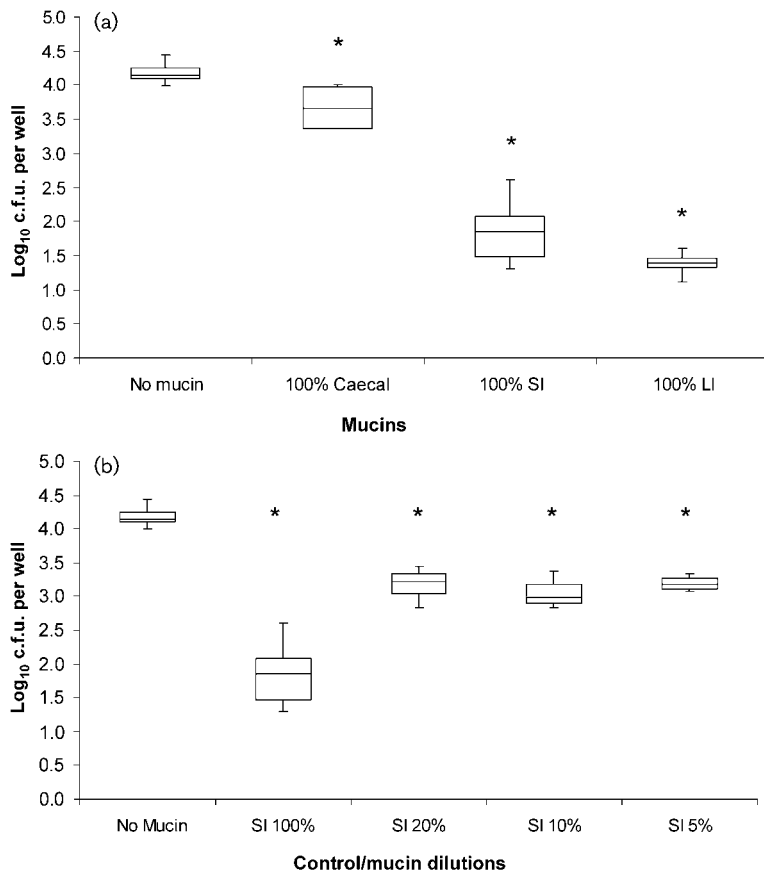 (a)
Log10 c.f.u. per well
5.0
4.5
4.0
3.5
3.0
2.5
2.0
1.5
1.0
0.5
0.0
*
*
*
No mucin 100% Caecal 100% SI 100% LI
Mucins
(b)
Log10 c.f.u. per well
5.0
4.5
4.0
3.5
3.0
2.5
2.0
1.5
1.0
0.5
0.0
* * * *
No Mucin SI 100% SI 20% SI 10% SI 5%
Control/mucin dilutions